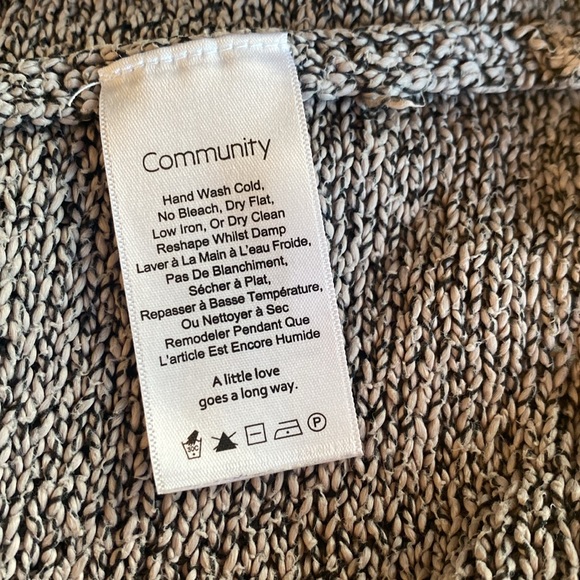 Community
Hand Wash Cold,
No Bleach, Dry Flat,
Low Iron, Or Dry Clean
Reshape Whilst Damp
Laver à La Main à L'eau Froide,
Pas De Blanchiment,
Sécher à Plat,
Repasser à Basse Température,
Ou Nettoyer à Sec
Remodeler Pendant Que
L'article Est Encore Humide
A little love
goes a long way.
30C
P